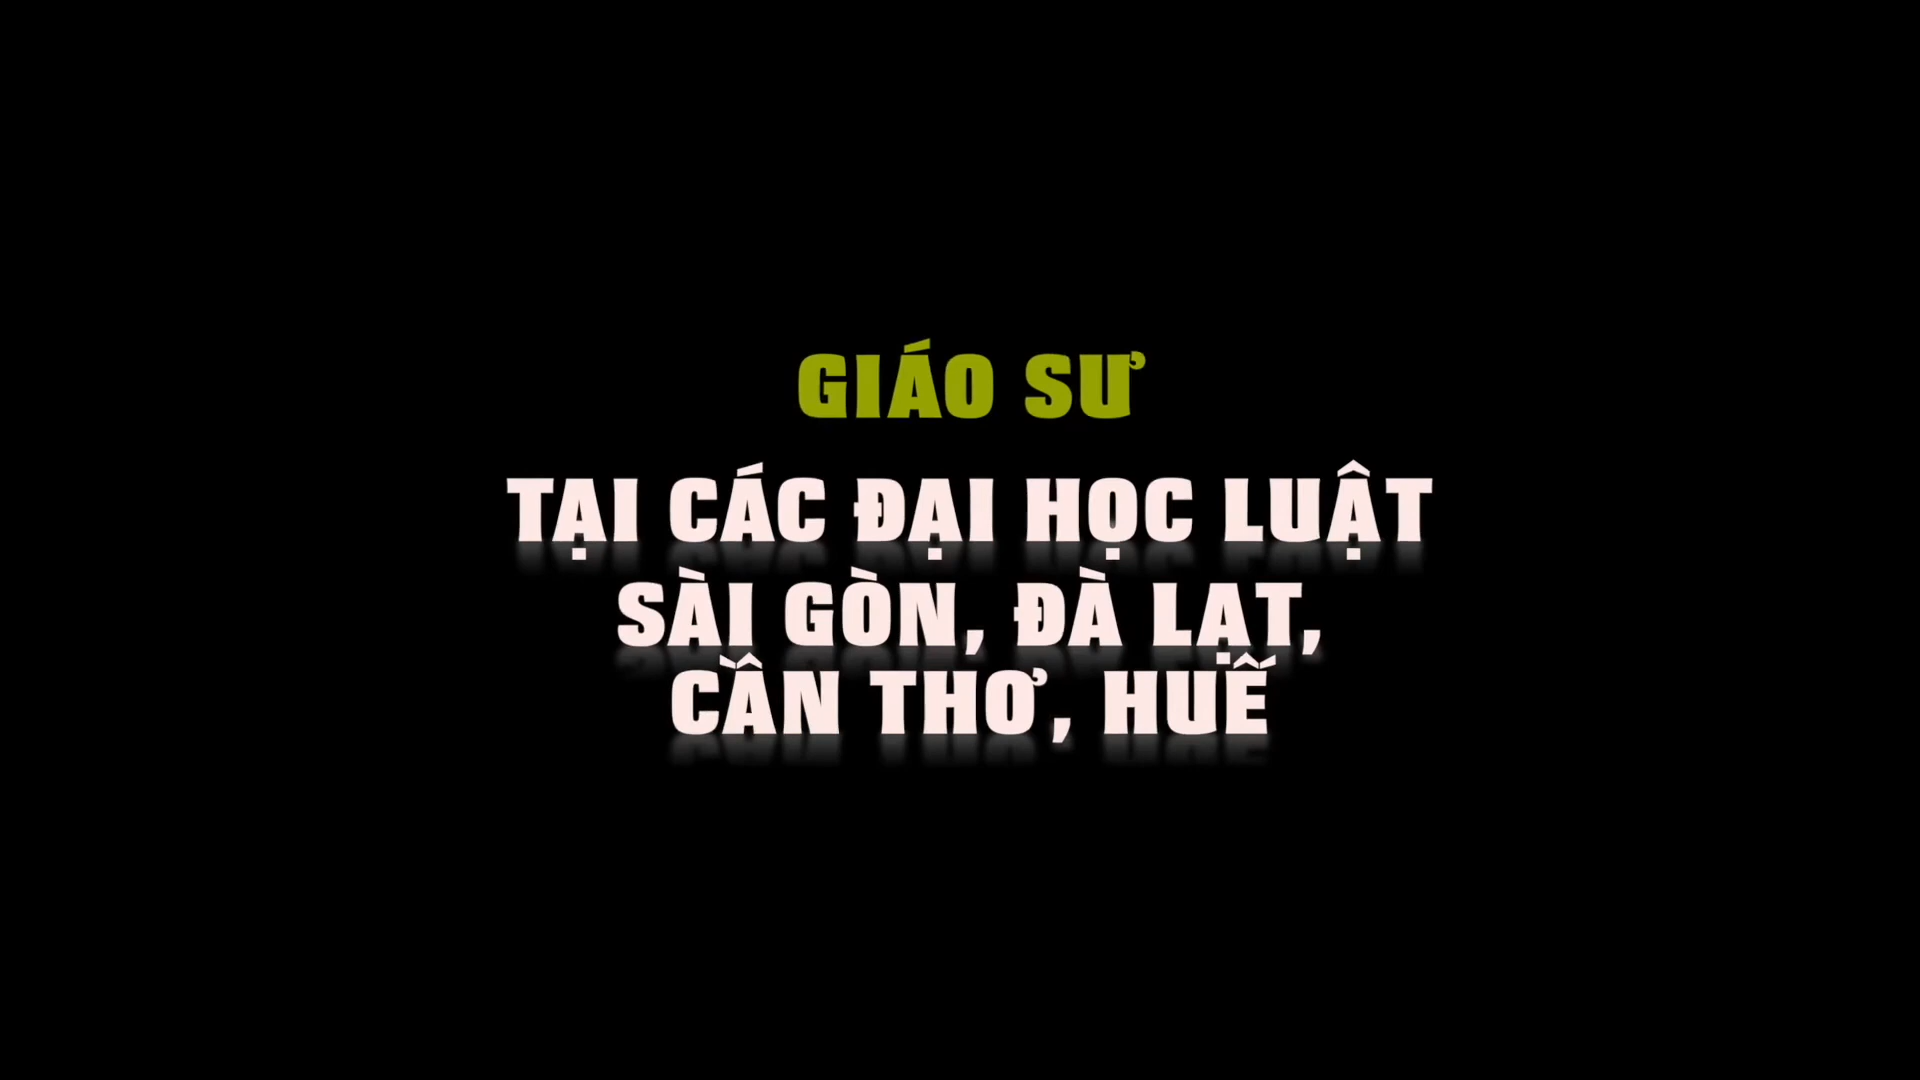 GIÁO SƯ
TẠI CÁC ĐẠI HỌC LUẬT
SÀI GÒN, ĐÀ LẠT,
CẦN THƠ, HUẾ